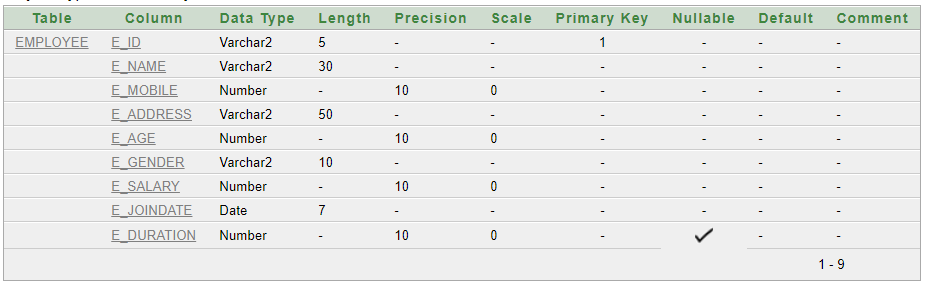 Table Column Data Type Length Precision Scale Primary Key Nullable Default Comment
EMPLOYEE E_ID Varchar2 5 - - 1 - - -
E_NAME Varchar2 30 - - - - - -
E_MOBILE Number - 10 0 - - - -
E_ADDRESS Varchar2 50 - - - - - -
E_AGE Number - 10 0 - - - -
E_GENDER Varchar2 10 - - - - - -
E_SALARY Number - 10 0 - - - -
E_JOINDATE Date 7 - - - - - -
E_DURATION Number - 10 0 - ✓ - -
1 - 9